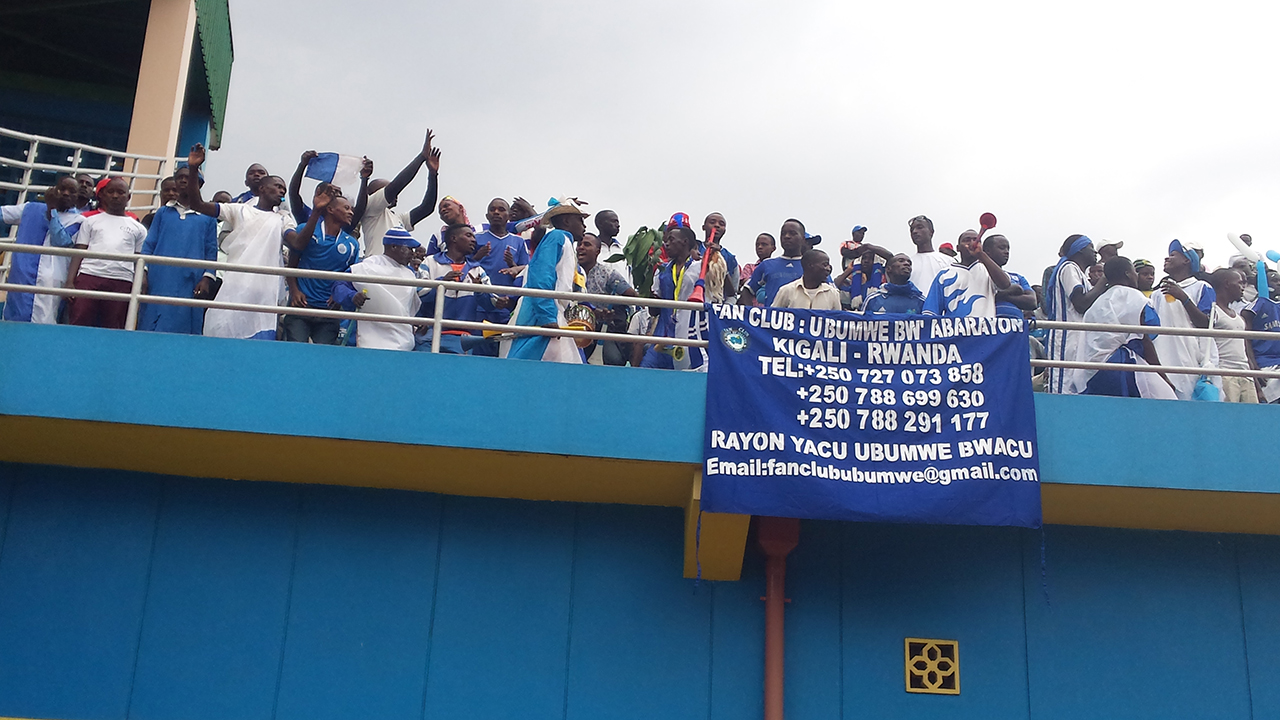 FAN CLUB : UBUMWE BW' ABARAYON
KIGALI - RWANDA
TEL:+250 727 073 858
+250 788 699 630
+250 788 291 177
RAYON YACU UBUMWE BWACU
Email:fanclububumwe@gmail.com